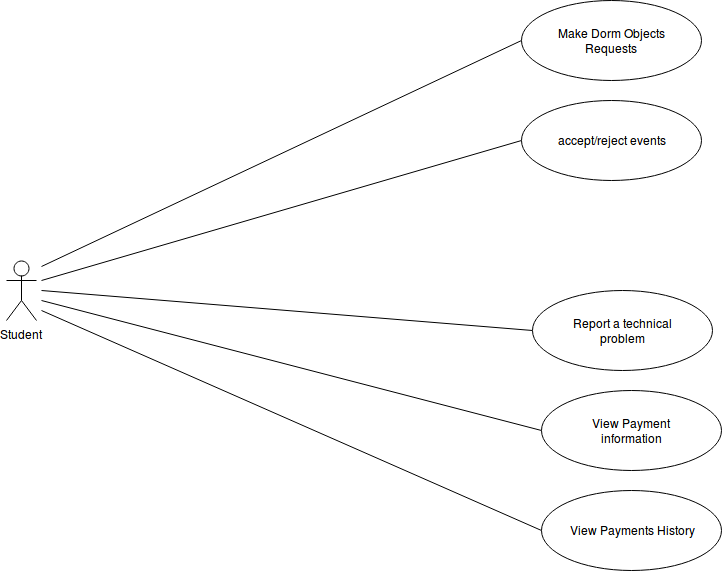 Make Dorm Objects
Requests
accept/reject events
Student
Report a technical
problem
View Payment
information
View Payments History